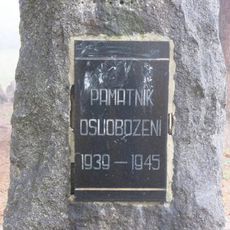 PAMÁTNÍK
OSVOBOZENÍ
1939 — 1945